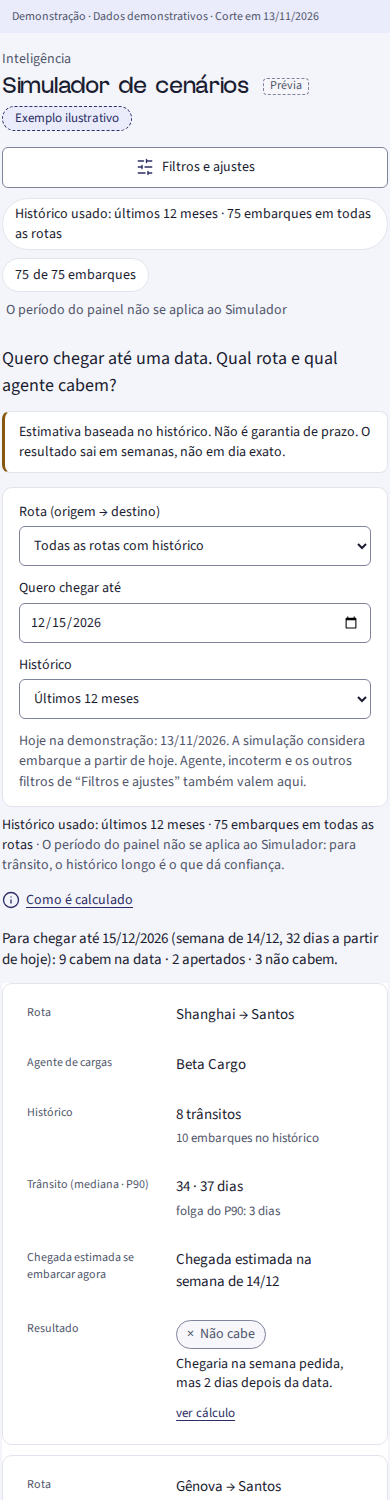 Demonstração · Dados demonstrativos · Corte em 13/11/2026
Inteligência
Simulador de cenários Prévia
Exemplo ilustrativo
Filtros e ajustes
Histórico usado: últimos 12 meses · 75 embarques em todas
as rotas
75 de 75 embarques
O período do painel não se aplica ao Simulador
Quero chegar até uma data. Qual rota e qual
agente cabem?
Estimativa baseada no histórico. Não é garantia de prazo. O
resultado sai em semanas, não em dia exato.
Rota (origem → destino)
Todas as rotas com histórico
Quero chegar até
12/15/2026
Histórico
Últimos 12 meses
Hoje na demonstração: 13/11/2026. A simulação considera
embarque a partir de hoje. Agente, incoterm e os outros
filtros de “Filtros e ajustes” também valem aqui.
Histórico usado: últimos 12 meses · 75 embarques em todas as
rotas · O período do painel não se aplica ao Simulador: para
trânsito, o histórico longo é o que dá confiança.
Como é calculado
Para chegar até 15/12/2026 (semana de 14/12, 32 dias a partir
de hoje): 9 cabem na data · 2 apertados · 3 não cabem.
Rota Shanghai → Santos
Agente de cargas Beta Cargo
Histórico 8 trânsitos
10 embarques no histórico
Trânsito (mediana · P90) 34 · 37 dias
folga do P90: 3 dias
Chegada estimada se
embarcar agora
Chegada estimada na
semana de 14/12
Resultado × Não cabe
Chegaria na semana pedida,
mas 2 dias depois da data.
ver cálculo
Rota Gênova → Santos